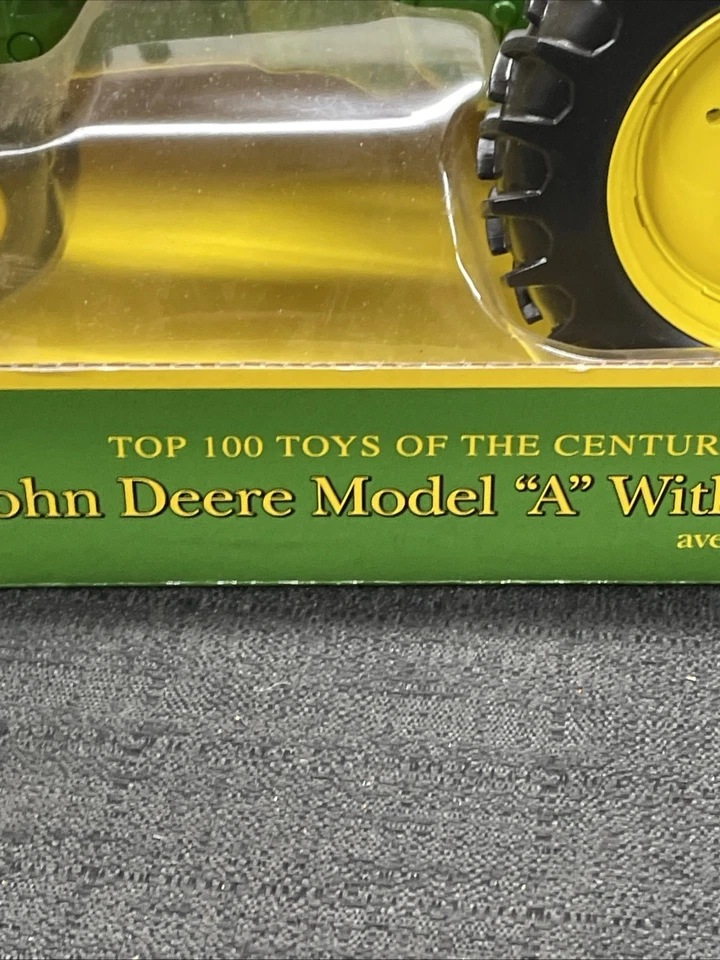 TOP 100 TOYS OF THE CENTUR
ohn Deere Model “A” With
ave